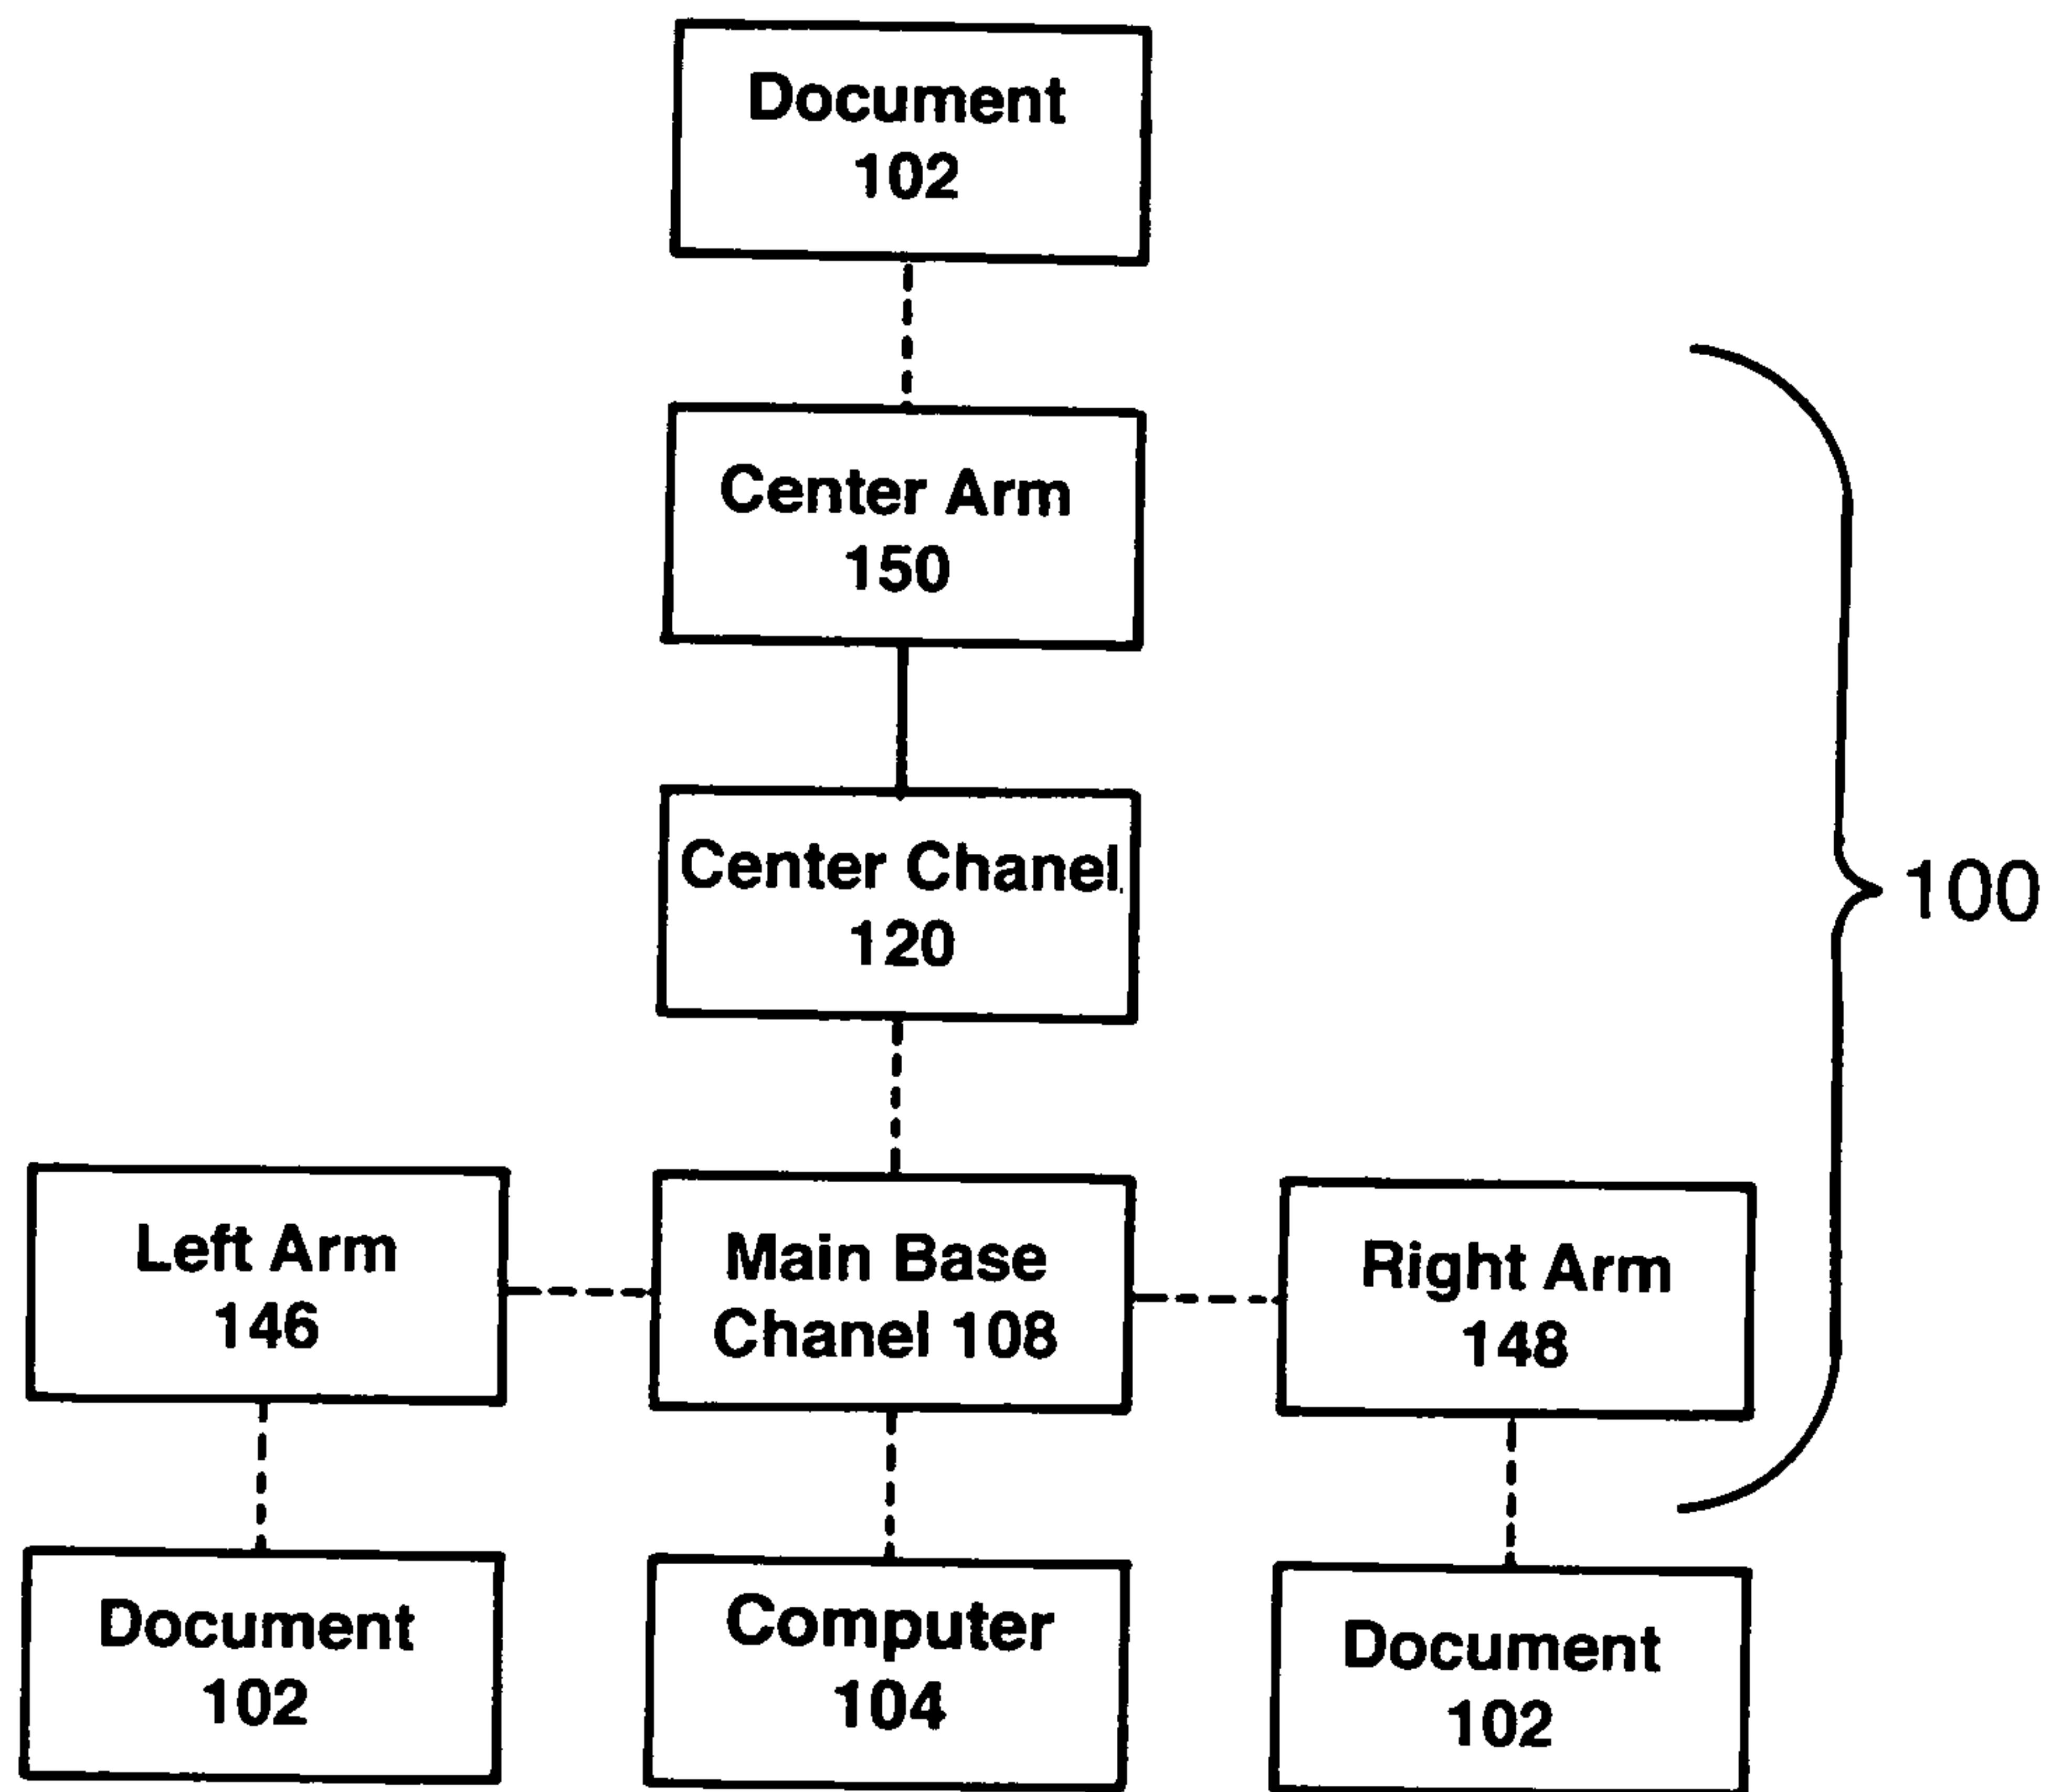 Document
102
Center Arm
150
Center Chanel
120
100
Left Arm
146
Main Base
Chanel 108
Right Arm
148
Document
102
Computer
104
Document
102